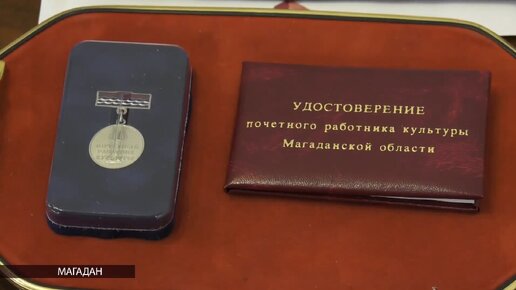 УДОСТОВЕРЕНИЕ
почетного работника культуры
Магаданской области
МАГАДАН